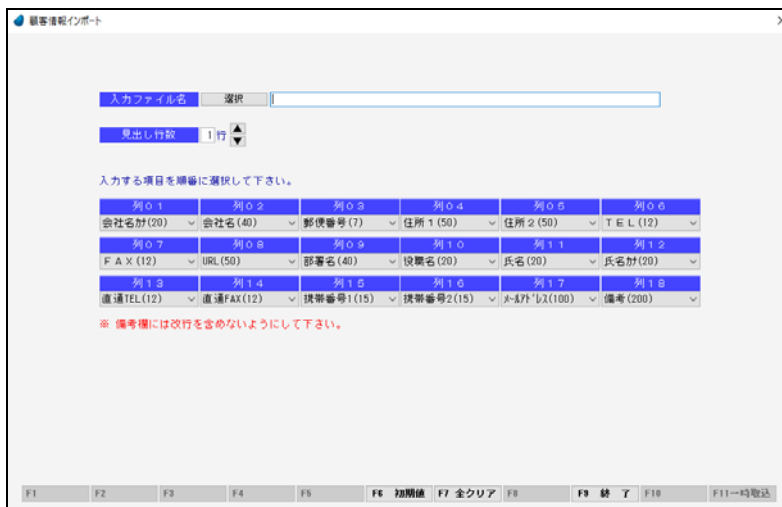 顧客情報インポート
入力ファイル名 選択
見出し行数 1 行
入力する項目を順番に選択して下さい。
列01 列02 列03 列04 列05 列06
会社名ｶﾅ(20) 会社名(40) 郵便番号(7) 住所1(50) 住所2(50) TEL(12)
列07 列08 列09 列10 列11 列12
FAX(12) URL(50) 部署名(40) 役職名(20) 氏名(20) 氏名ｶﾅ(20)
列13 列14 列15 列16 列17 列18
直通TEL(12) 直通FAX(12) 携帯番号1(15) 携帯番号2(15) ﾒｰﾙｱﾄﾞﾚｽ(100) 備考(200)
※ 備考欄には改行を含めないようにして下さい。
F1 F2 F3 F4 F5 F6 初期値 F7 全クリア F8 F9 終 了 F10 F11一時取込